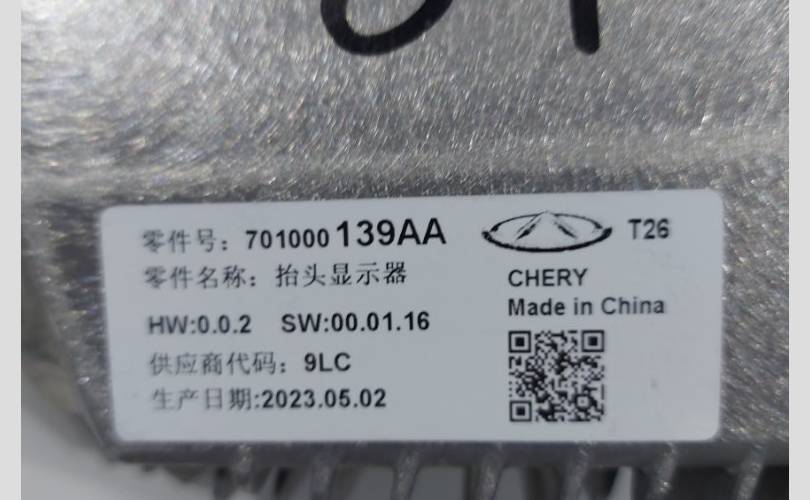 零件号：701000139AA T26
零件名称：抬头显示器
CHERY
Made in China
HW:0.0.2 SW:00.01.16
供应商代码：9LC
生产日期:2023.05.02